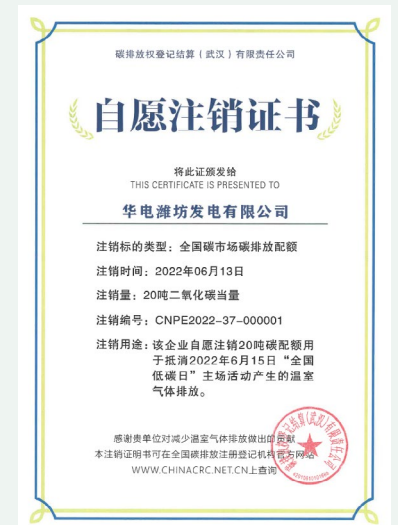 碳排放权登记结算（武汉）有限责任公司
自愿注销证书
将此证颁发给
THIS CERTIFICATE IS PRESENTED TO
华电潍坊发电有限公司
注销标的类型：全国碳市场碳排放配额
注销时间：2022年06月13日
注销量：20吨二氧化碳当量
注销编号：CNPE2022-37-000001
注销用途：该企业自愿注销20吨碳配额用
于抵消2022年6月15日“全国
低碳日”主场活动产生的温室
气体排放。
感谢贵单位对减少温室气体排放做出的贡献
本注销证明书可在全国碳排放注册登记机构官方网站
WWW.CHINACRC.NET.CN上查询